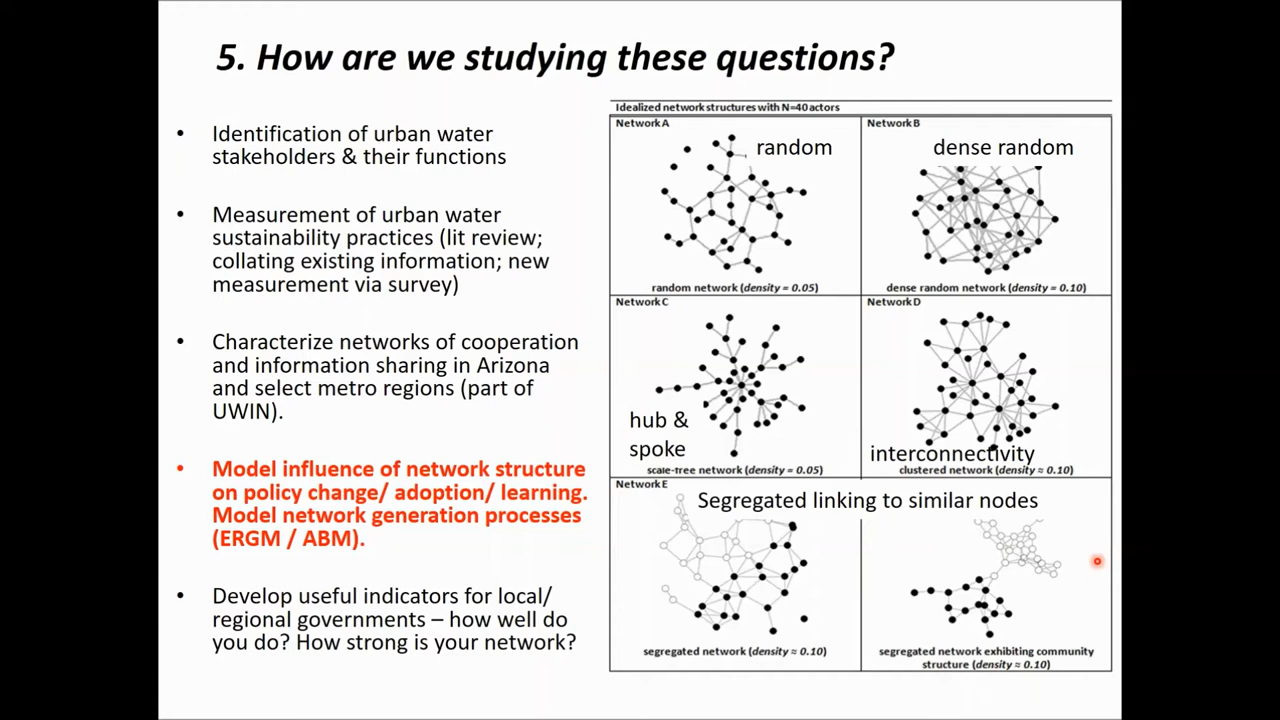 5. How are we studying these questions?
• Identification of urban water
stakeholders & their functions
• Measurement of urban water
sustainability practices (lit review;
collating existing information; new
measurement via survey)
• Characterize networks of cooperation
and information sharing in Arizona
and select metro regions (part of
UWIN).
• Model influence of network structure
on policy change/ adoption/ learning.
Model network generation processes
(ERGM / ABM).
• Develop useful indicators for local/
regional governments – how well do
you do? How strong is your network?
Idealized network structures with N=40 actors
Network A
random
random network (density = 0.05)
Network B
dense random
dense random network (density = 0.10)
Network C
hub &
spoke
scale-free network (density = 0.05)
Network D
interconnectivity
clustered network (density ≈ 0.10)
Network E
Segregated linking to similar nodes
segregated network (density ≈ 0.10)
segregated network exhibiting community
structure (density ≈ 0.10)